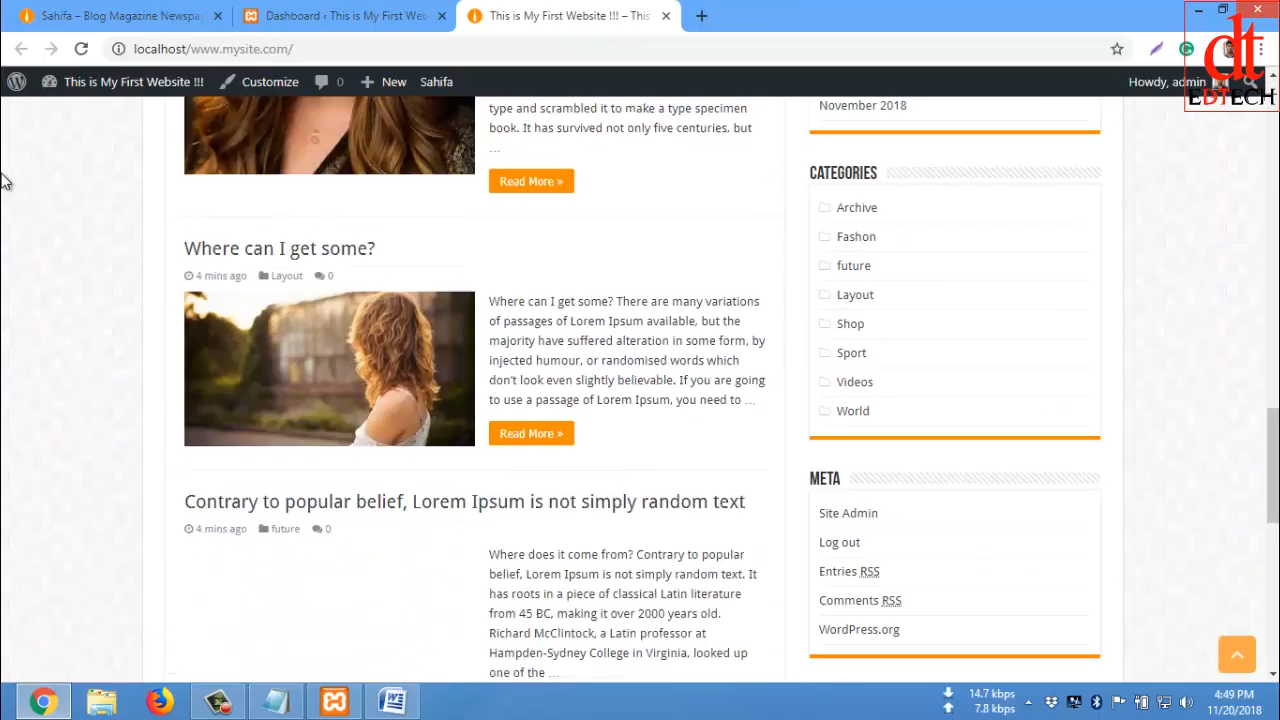 Sahifa – Blog Magazine Newspa
Dashboard ‹ This is My First Web
This is My First Website !!! – This
localhost/www.mysite.com/
This is My First Website !!!
Customize
0
New
Sahifa
Howdy, admin
dt
EDTECH
type and scrambled it to make a type specimen
book. It has survived not only five centuries, but
…
Read More »
Where can I get some?
4 mins ago Layout 0
Where can I get some? There are many variations
of passages of Lorem Ipsum available, but the
majority have suffered alteration in some form, by
injected humour, or randomised words which
don't look even slightly believable. If you are going
to use a passage of Lorem Ipsum, you need to …
Read More »
Contrary to popular belief, Lorem Ipsum is not simply random text
4 mins ago future 0
Where does it come from? Contrary to popular
belief, Lorem Ipsum is not simply random text. It
has roots in a piece of classical Latin literature
from 45 BC, making it over 2000 years old.
Richard McClintock, a Latin professor at
Hampden-Sydney College in Virginia, looked up
one of the …
November 2018
CATEGORIES
Archive
Fashon
future
Layout
Shop
Sport
Videos
World
META
Site Admin
Log out
Entries RSS
Comments RSS
WordPress.org
14.7 kbps
7.8 kbps
4:49 PM
11/20/2018